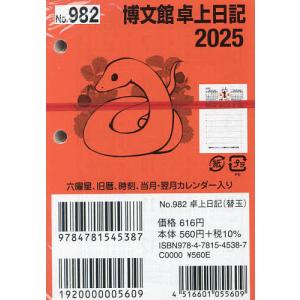 No.982
博文館 卓上日記
2025
紙
プラ
六曜星、旧暦、時刻、当月・翌月カレンダー入り
No.982 卓上日記(替玉)
価格 616円
本体 560円+税10%
ISBN978-4-7815-4538-7
C0000 ¥560E
9784781545387
1920000005609
4516601055609